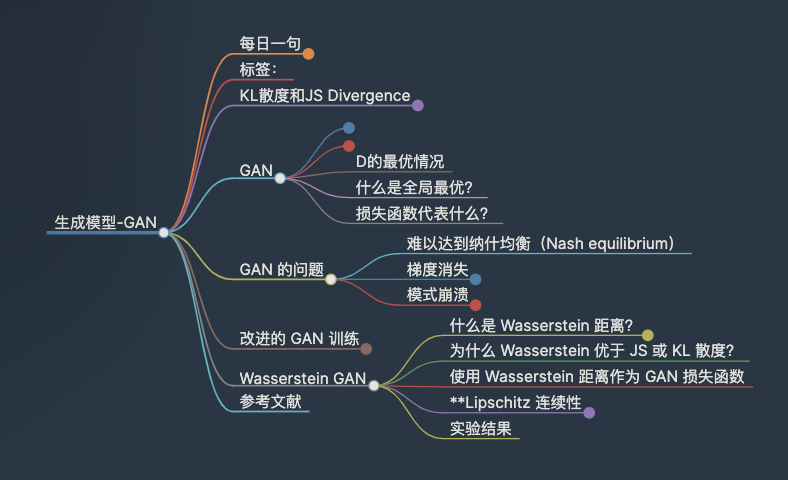 每日一句
标签：
KL散度和JS Divergence
GAN
D的最优情况
什么是全局最优?
损失函数代表什么?
生成模型-GAN
GAN 的问题
难以达到纳什均衡（Nash equilibrium）
梯度消失
模式崩溃
改进的 GAN 训练
Wasserstein GAN
什么是 Wasserstein 距离?
为什么 Wasserstein 优于 JS 或 KL 散度?
使用 Wasserstein 距离作为 GAN 损失函数
**Lipschitz 连续性
实验结果
参考文献